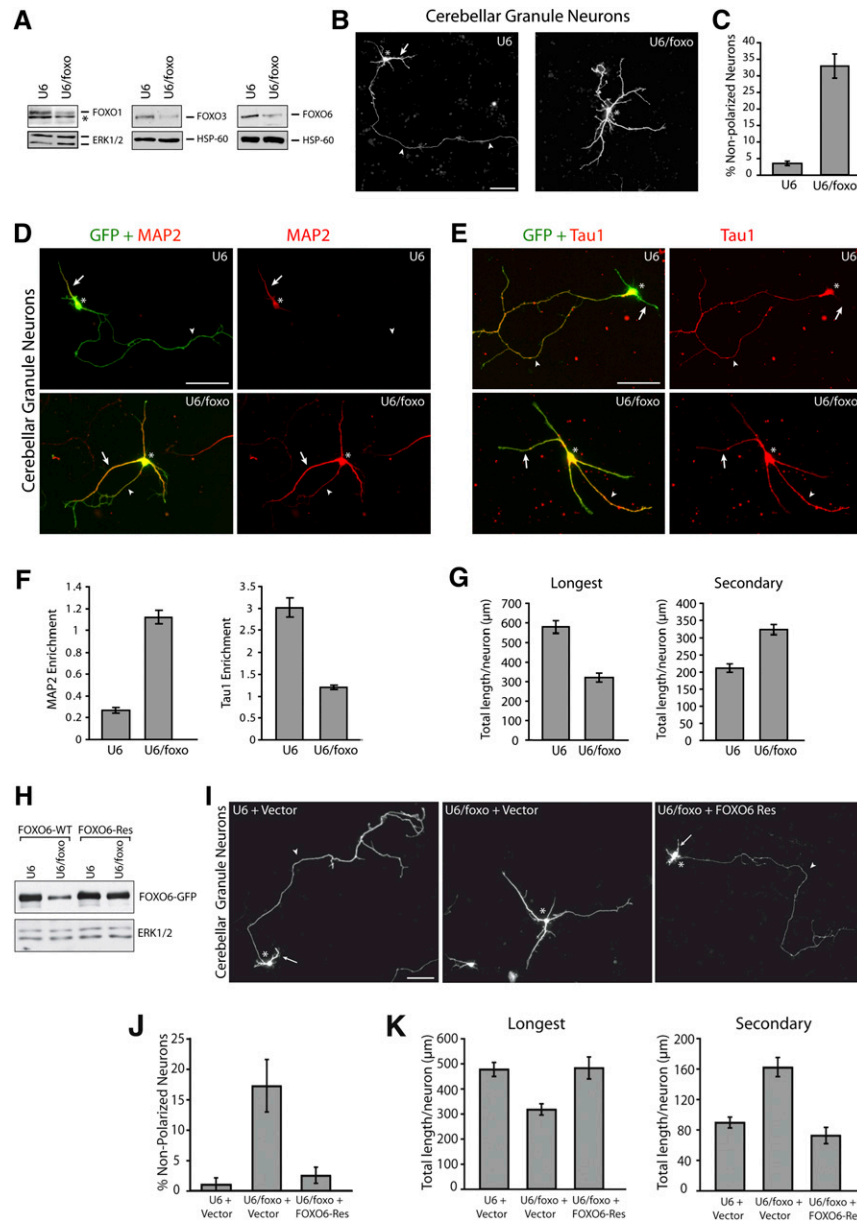 A
U6
U6/foxo
FOXO1
*
ERK1/2
U6
U6/foxo
FOXO3
HSP-60
U6
U6/foxo
FOXO6
HSP-60
B
Cerebellar Granule Neurons
U6
*
U6/foxo
*
C
% Non-polarized Neurons
40
35
30
25
20
15
10
5
0
U6
U6/foxo
D
GFP + MAP2
MAP2
Cerebellar Granule Neurons
U6
*
*
U6/foxo
*
U6/foxo
*
E
GFP + Tau1
Tau1
U6
*
U6
*
U6/foxo
*
U6/foxo
*
F
MAP2 Enrichment
1.4
1.2
1
0.8
0.6
0.4
0.2
0
U6
U6/foxo
Tau1 Enrichment
3.5
3
2.5
2
1.5
1
0.5
0
U6
U6/foxo
G
Longest
Total length/neuron (µm)
700
600
500
400
300
200
100
0
U6
U6/foxo
Secondary
Total length/neuron (µm)
400
350
300
250
200
150
100
50
0
U6
U6/foxo
H
FOXO6-WT
FOXO6-Res
U6
U6/foxo
U6
U6/foxo
FOXO6-GFP
ERK1/2
I
Cerebellar Granule Neurons
U6 + Vector
*
U6/foxo + Vector
*
U6/foxo + FOXO6 Res
*
J
% Non-Polarized Neurons
25
20
15
10
5
0
U6 +
Vector
U6/foxo +
Vector
U6/foxo +
FOXO6-Res
K
Longest
Total length/neuron (µm)
600
500
400
300
200
100
0
U6 +
Vector
U6/foxo +
Vector
U6/foxo +
FOXO6-Res
Secondary
Total length/neuron (µm)
200
160
120
80
40
0
U6 +
Vector
U6/foxo +
Vector
U6/foxo +
FOXO6-Res